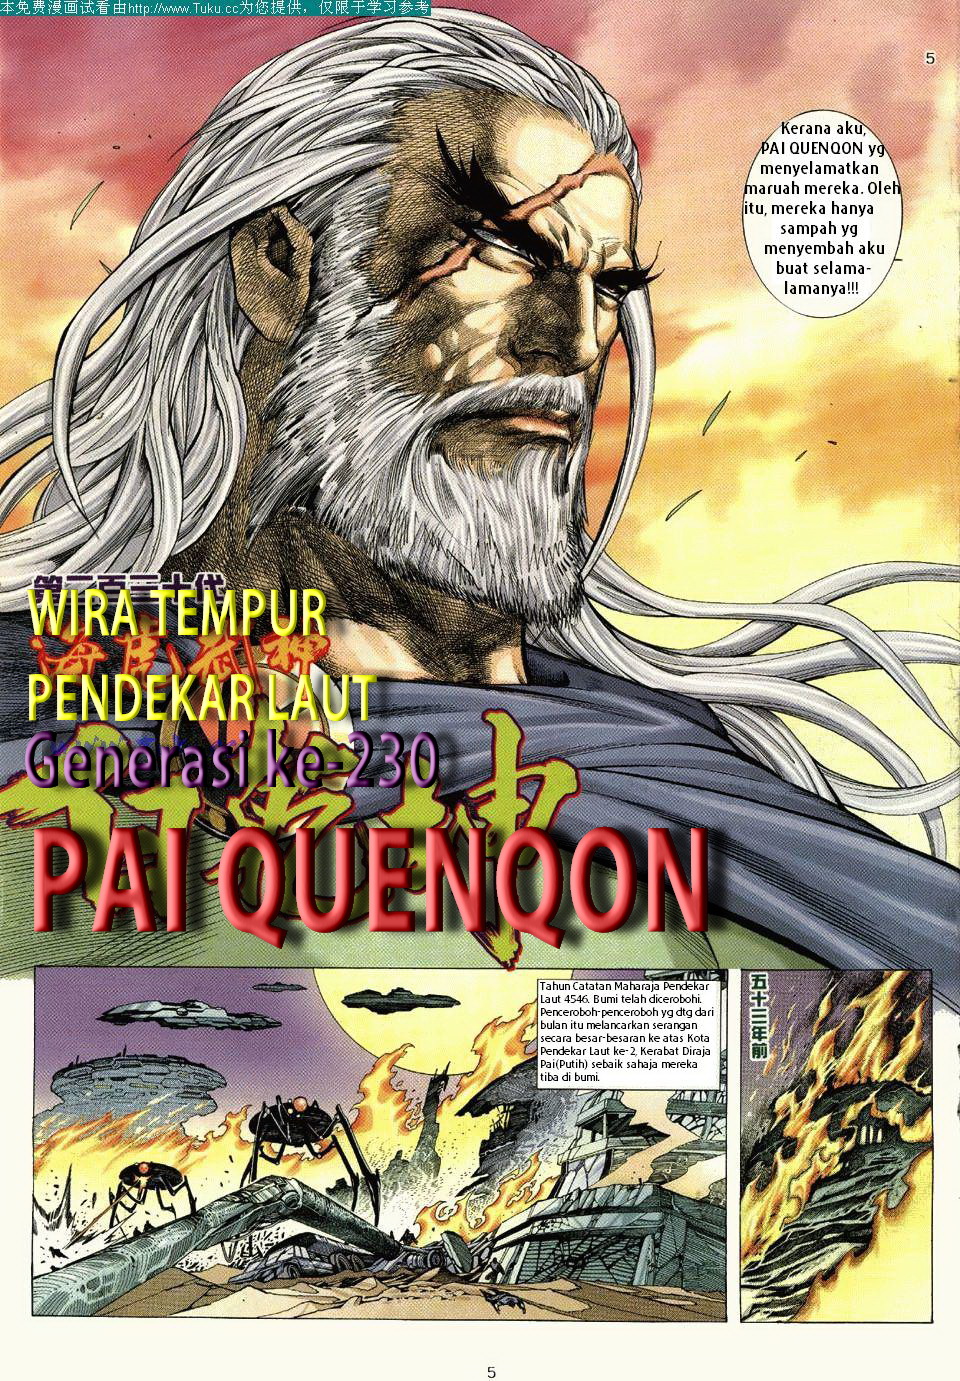 本免费漫画试看由http://www.Tuku.cc为您提供，仅限于学习参考
5
Kerana aku,
PAI QUENQON yg
menyelamatkan
maruah mereka. Oleh
itu, mereka hanya
sampah yg
menyembah aku
buat selama-
lamanya!!!
第二百三十代
WIRA TEMPUR
海虎武神
PENDEKAR LAUT
Generasi ke-230
PAI QUENQON
Tahun Catatan Maharaja Pendekar
Laut 4546. Bumi telah dicerobohi.
Penceroboh-penceroboh yg dtg dari
bulan itu melancarkan serangan
secara besar-besaran ke atas Kota
Pendekar Laut ke-2, Kerabat Diraja
Pai(Putih) sebaik sahaja mereka
tiba di bumi.
五十三年前
5